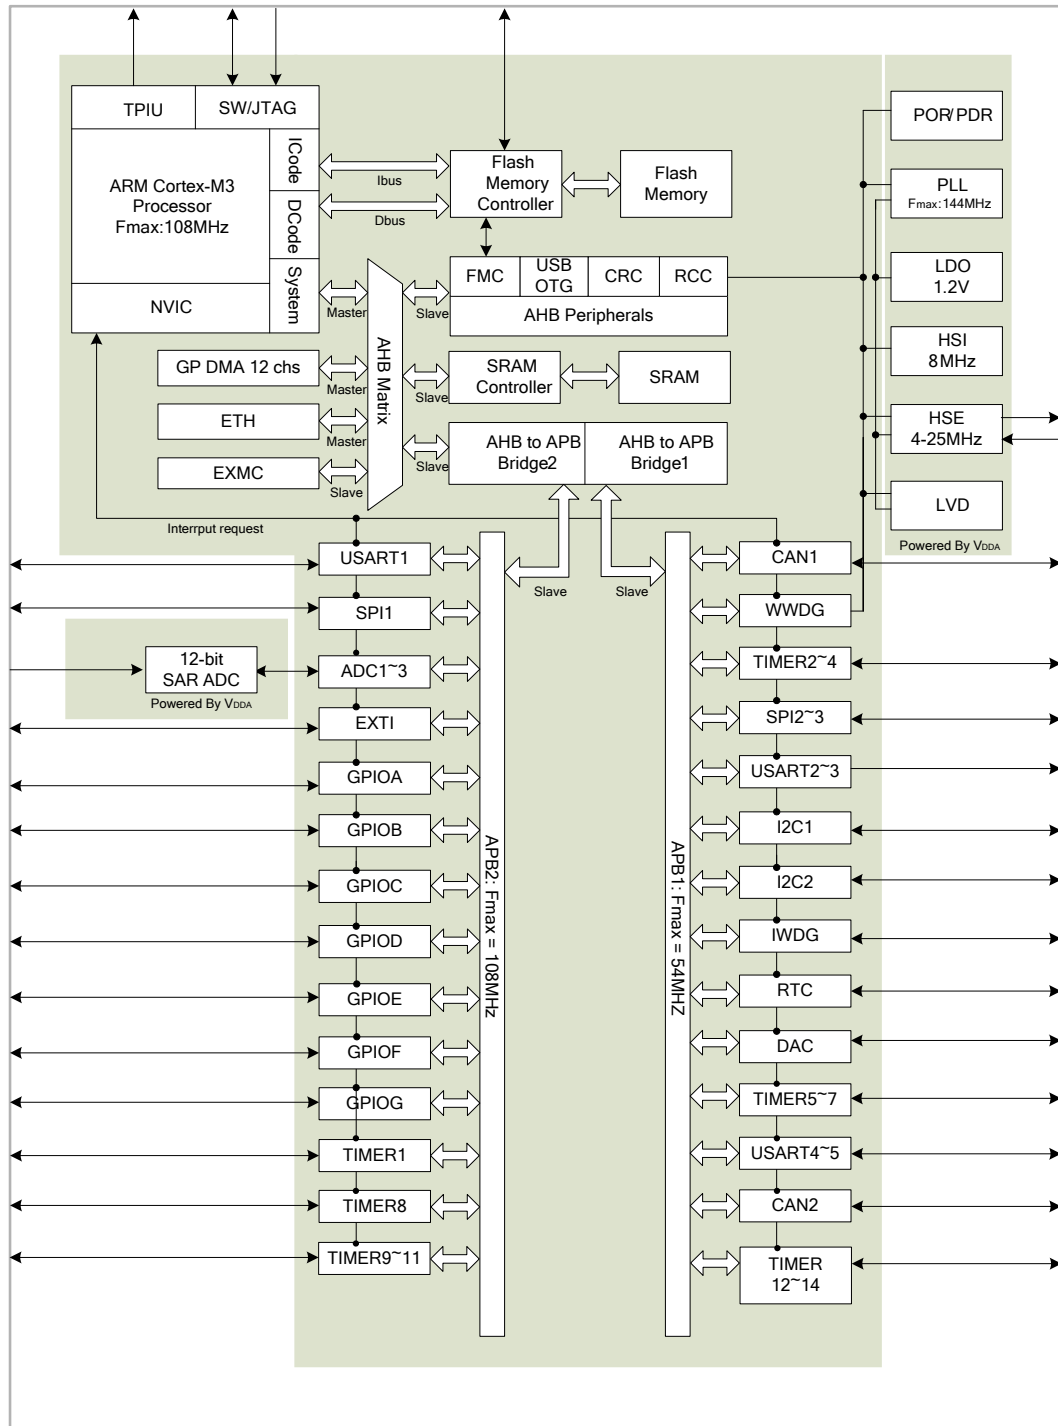 TPIU
SW/JTAG
POR/PDR
ICode
ARM Cortex-M3
Processor
Fmax:108MHz
Ibus
Flash
Memory
Controller
Flash
Memory
PLL
Fmax:144MHz
DCode
Dbus
LDO
1.2V
FMC
USB
OTG
CRC
RCC
System
NVIC
Master
Slave
AHB Peripherals
HSI
8MHz
AHB Matrix
GP DMA 12 chs
Master
Slave
SRAM
Controller
SRAM
ETH
Master
HSE
4-25MHz
AHB to APB
Bridge2
AHB to APB
Bridge1
EXMC
Slave
Slave
LVD
Interrput request
Powered By VDDA
USART1
CAN1
Slave
Slave
SPI1
WWDG
12-bit
SAR ADC
Powered By VDDA
ADC1~3
TIMER2~4
EXTI
SPI2~3
GPIOA
USART2~3
GPIOB
I2C1
APB2: Fmax = 108MHz
APB1: Fmax = 54MHZ
GPIOC
I2C2
GPIOD
IWDG
GPIOE
RTC
GPIOF
DAC
GPIOG
TIMER5~7
TIMER1
USART4~5
TIMER8
CAN2
TIMER9~11
TIMER
12~14